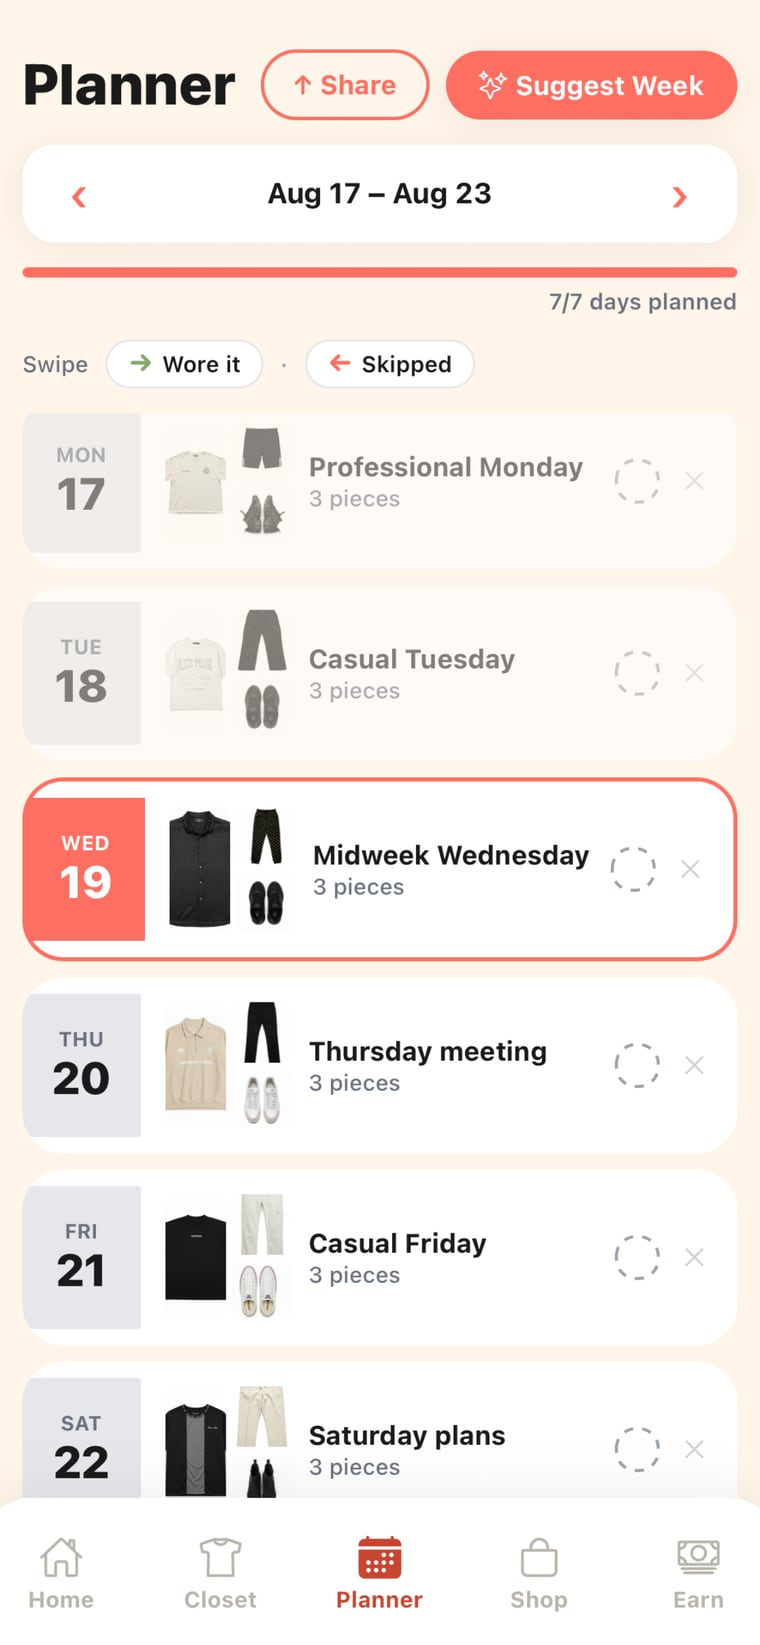 Planner
↑ Share
Suggest Week
‹ Aug 17 – Aug 23 ›
7/7 days planned
Swipe → Wore it · ← Skipped
MON
17
Professional Monday
3 pieces
TUE
18
Casual Tuesday
3 pieces
WED
19
Midweek Wednesday
3 pieces
THU
20
Thursday meeting
3 pieces
FRI
21
Casual Friday
3 pieces
SAT
22
Saturday plans
3 pieces
Home
Closet
Planner
Shop
Earn